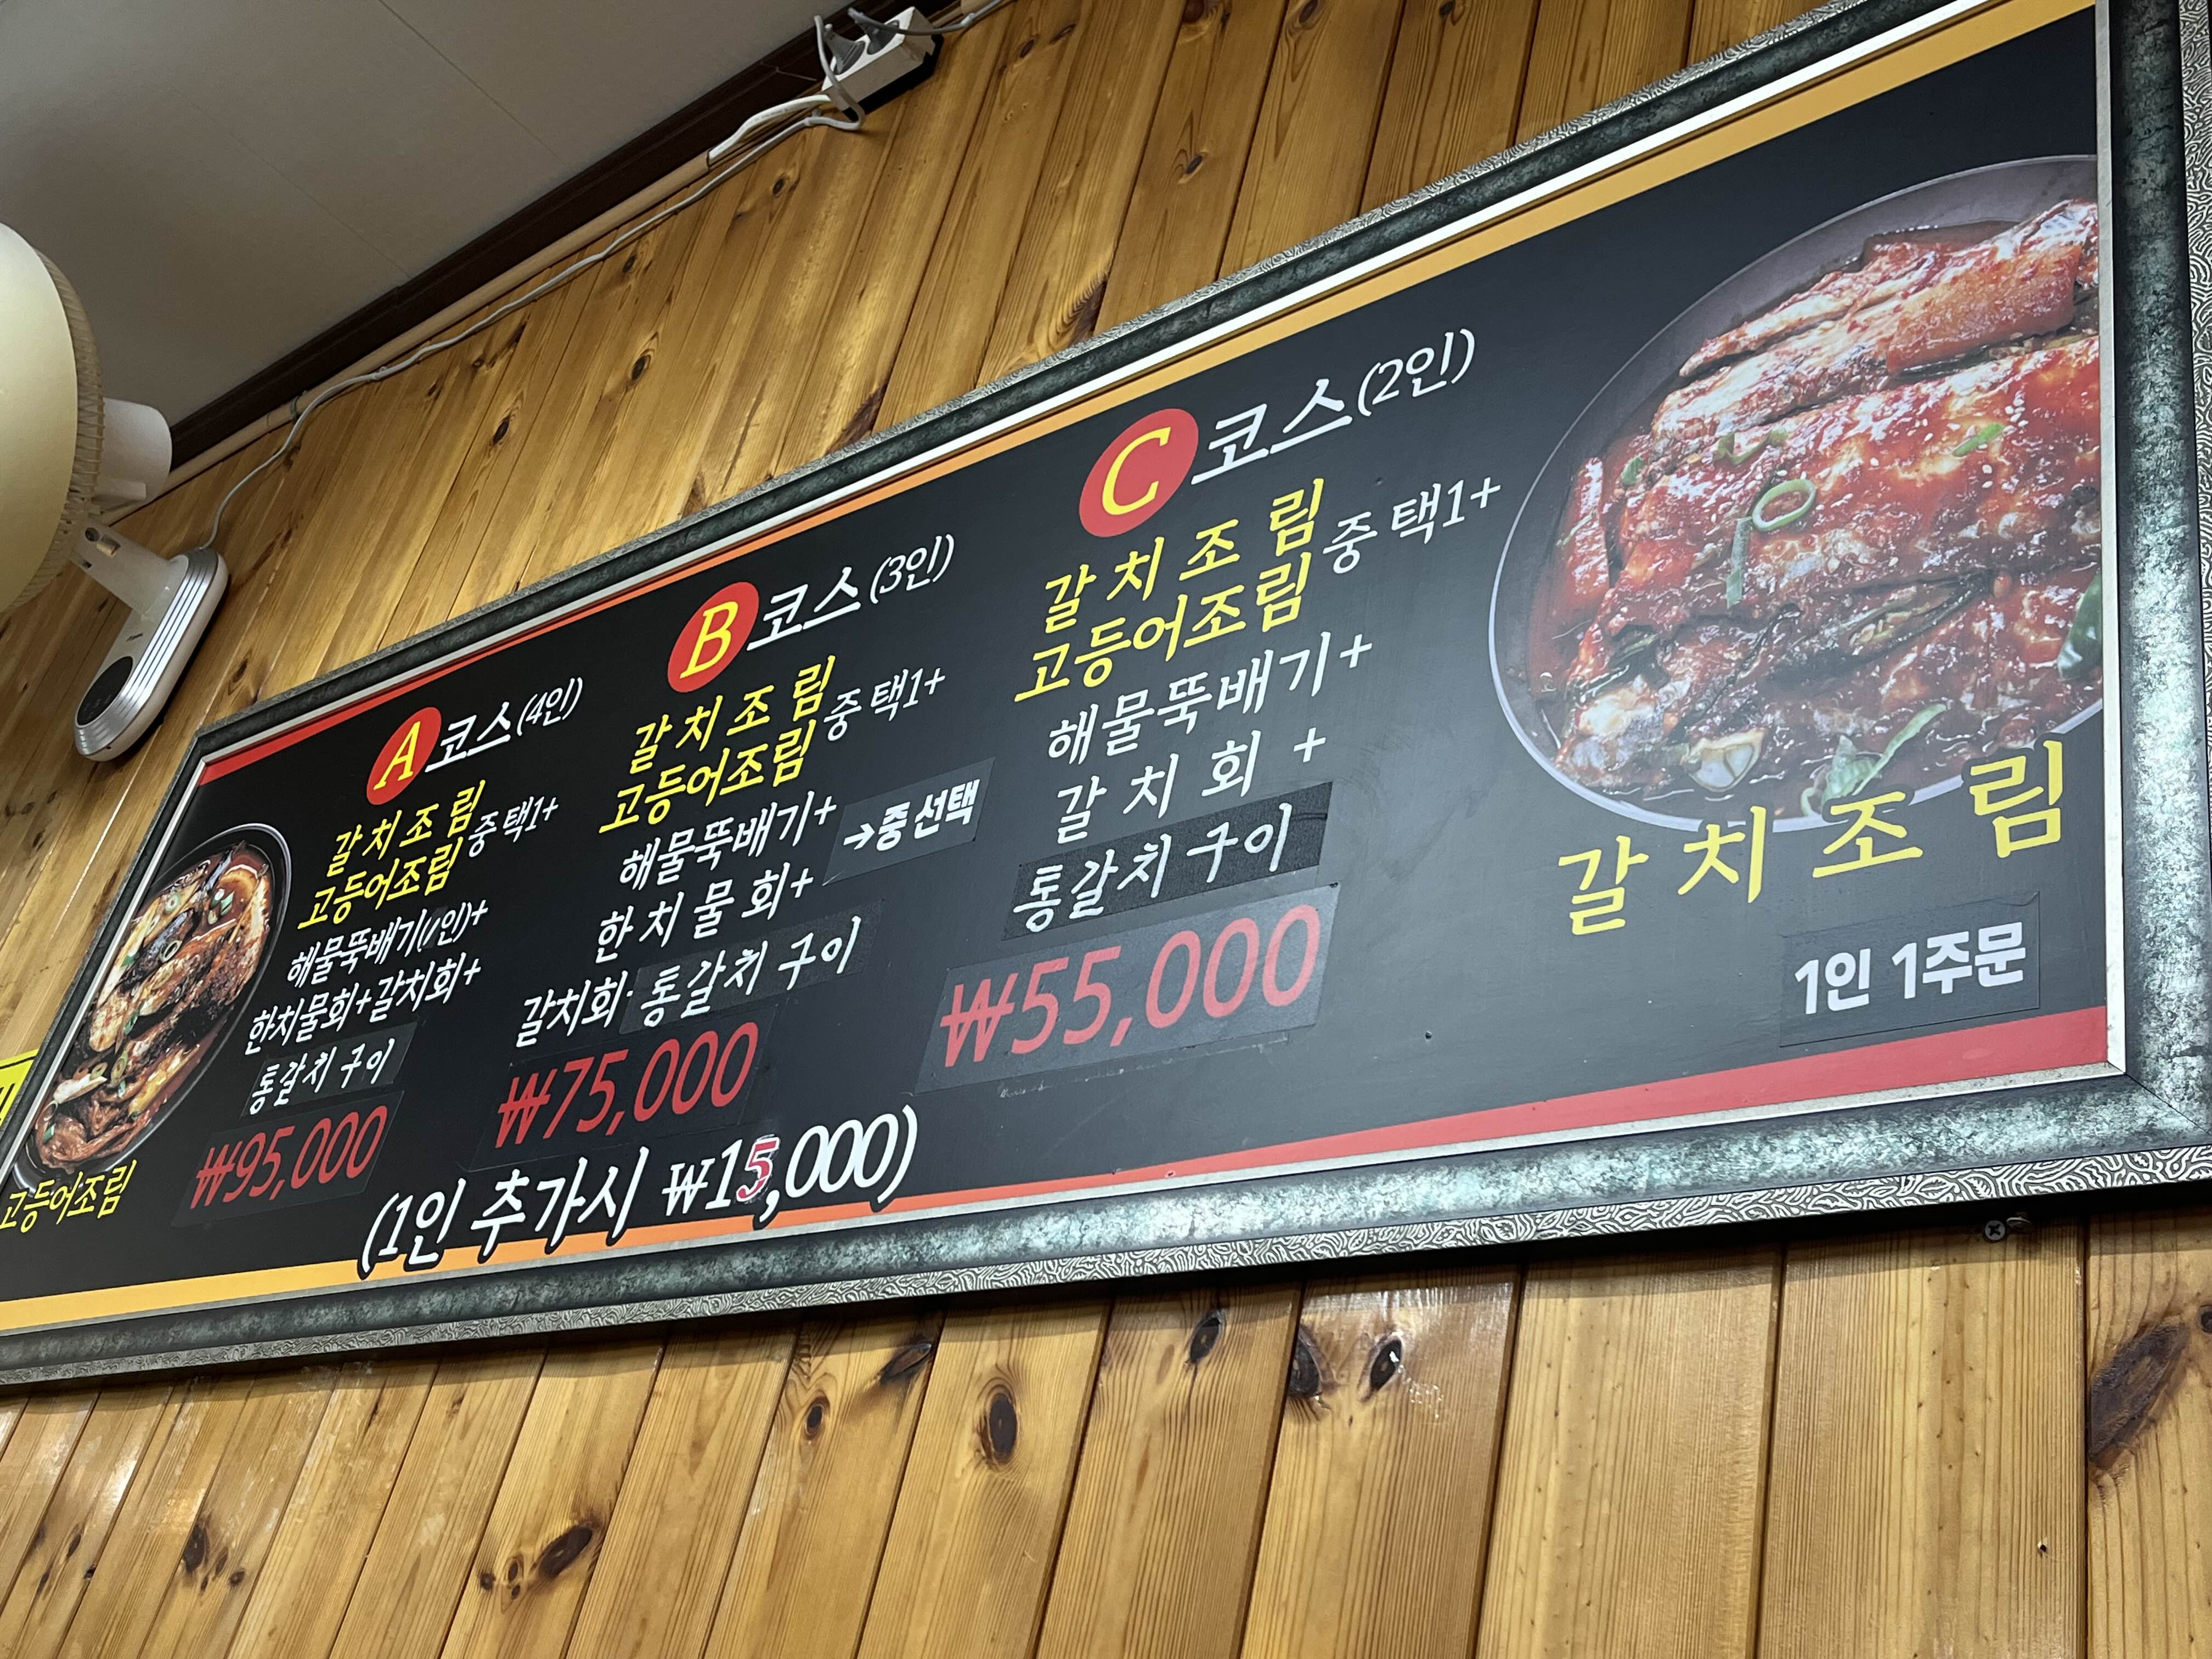 A 코스(4인)
갈치조림
고등어조림 중 택1+
해물뚝배기(1인)+
한치물회+갈치회+
통갈치 구이
₩95,000
고등어조림
B 코스(3인)
갈치조림
고등어조림 중 택1+
해물뚝배기+
한치물회+ →중 선택
갈치회· 통갈치 구이
₩75,000
(1인 추가시 ₩15,000)
C 코스(2인)
갈치조림
고등어조림 중 택1+
해물뚝배기+
갈치회+
통갈치 구이
₩55,000
갈치조림
1인 1주문